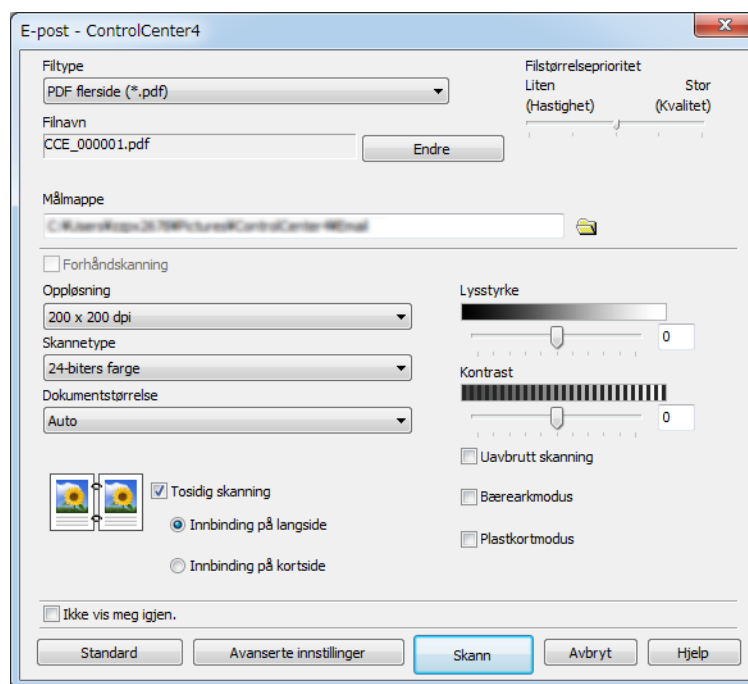 E-post - ControlCenter4
Filtype
PDF flerside (*.pdf)
Filstørrelseprioritet
Liten Stor
(Hastighet) (Kvalitet)
Filnavn
CCE_000001.pdf
Endre
Målmappe
Forhåndskanning
Oppløsning
200 x 200 dpi
Skannetype
24-biters farge
Dokumentstørrelse
Auto
Lysstyrke
0
Kontrast
0
Uavbrutt skanning
Bærearkmodus
Plastkortmodus
Tosidig skanning
Innbinding på langside
Innbinding på kortside
Ikke vis meg igjen.
Standard Avanserte innstillinger Skann Avbryt Hjelp